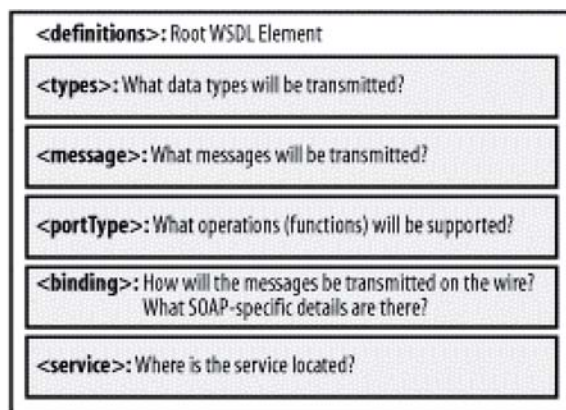 <definitions>: Root WSDL Element
<types>: What data types will be transmitted?
<message>: What messages will be transmitted?
<portType>: What operations (functions) will be supported?
<binding>: How will the messages be transmitted on the wire?
What SOAP-specific details are there?
<service>: Where is the service located?